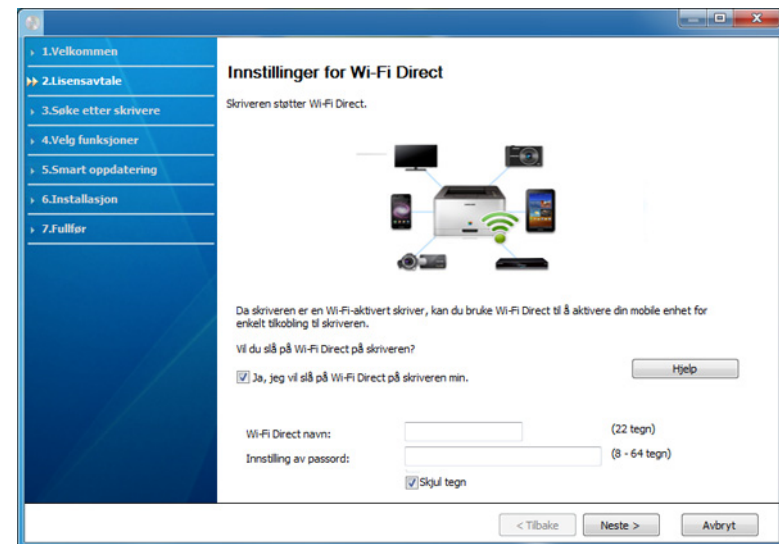 1.Velkommen
2.Lisensavtale
3.Søke etter skrivere
4.Velg funksjoner
5.Smart oppdatering
6.Installasjon
7.Fullfør
Innstillinger for Wi-Fi Direct
Skriveren støtter Wi-Fi Direct.
Da skriveren er en Wi-Fi-aktivert skriver, kan du bruke Wi-Fi Direct til å aktivere din mobile enhet for
enkelt tilkobling til skriveren.
Vil du slå på Wi-Fi Direct på skriveren?
Ja, jeg vil slå på Wi-Fi Direct på skriveren min.
Hjelp
Wi-Fi Direct navn:
(22 tegn)
Innstilling av passord:
(8 - 64 tegn)
Skjul tegn
< Tilbake
Neste >
Avbryt